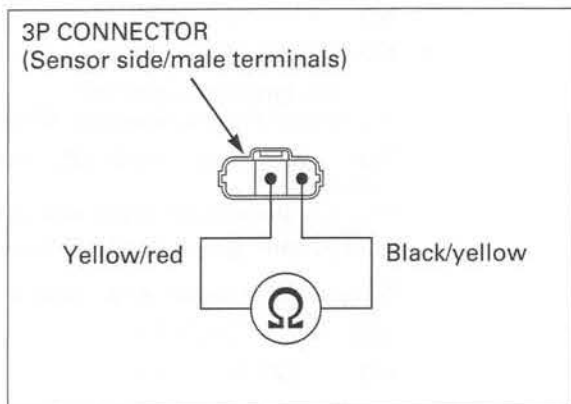 3P CONNECTOR
(Sensor side/male terminals)
Yellow/red
Black/yellow
Ω